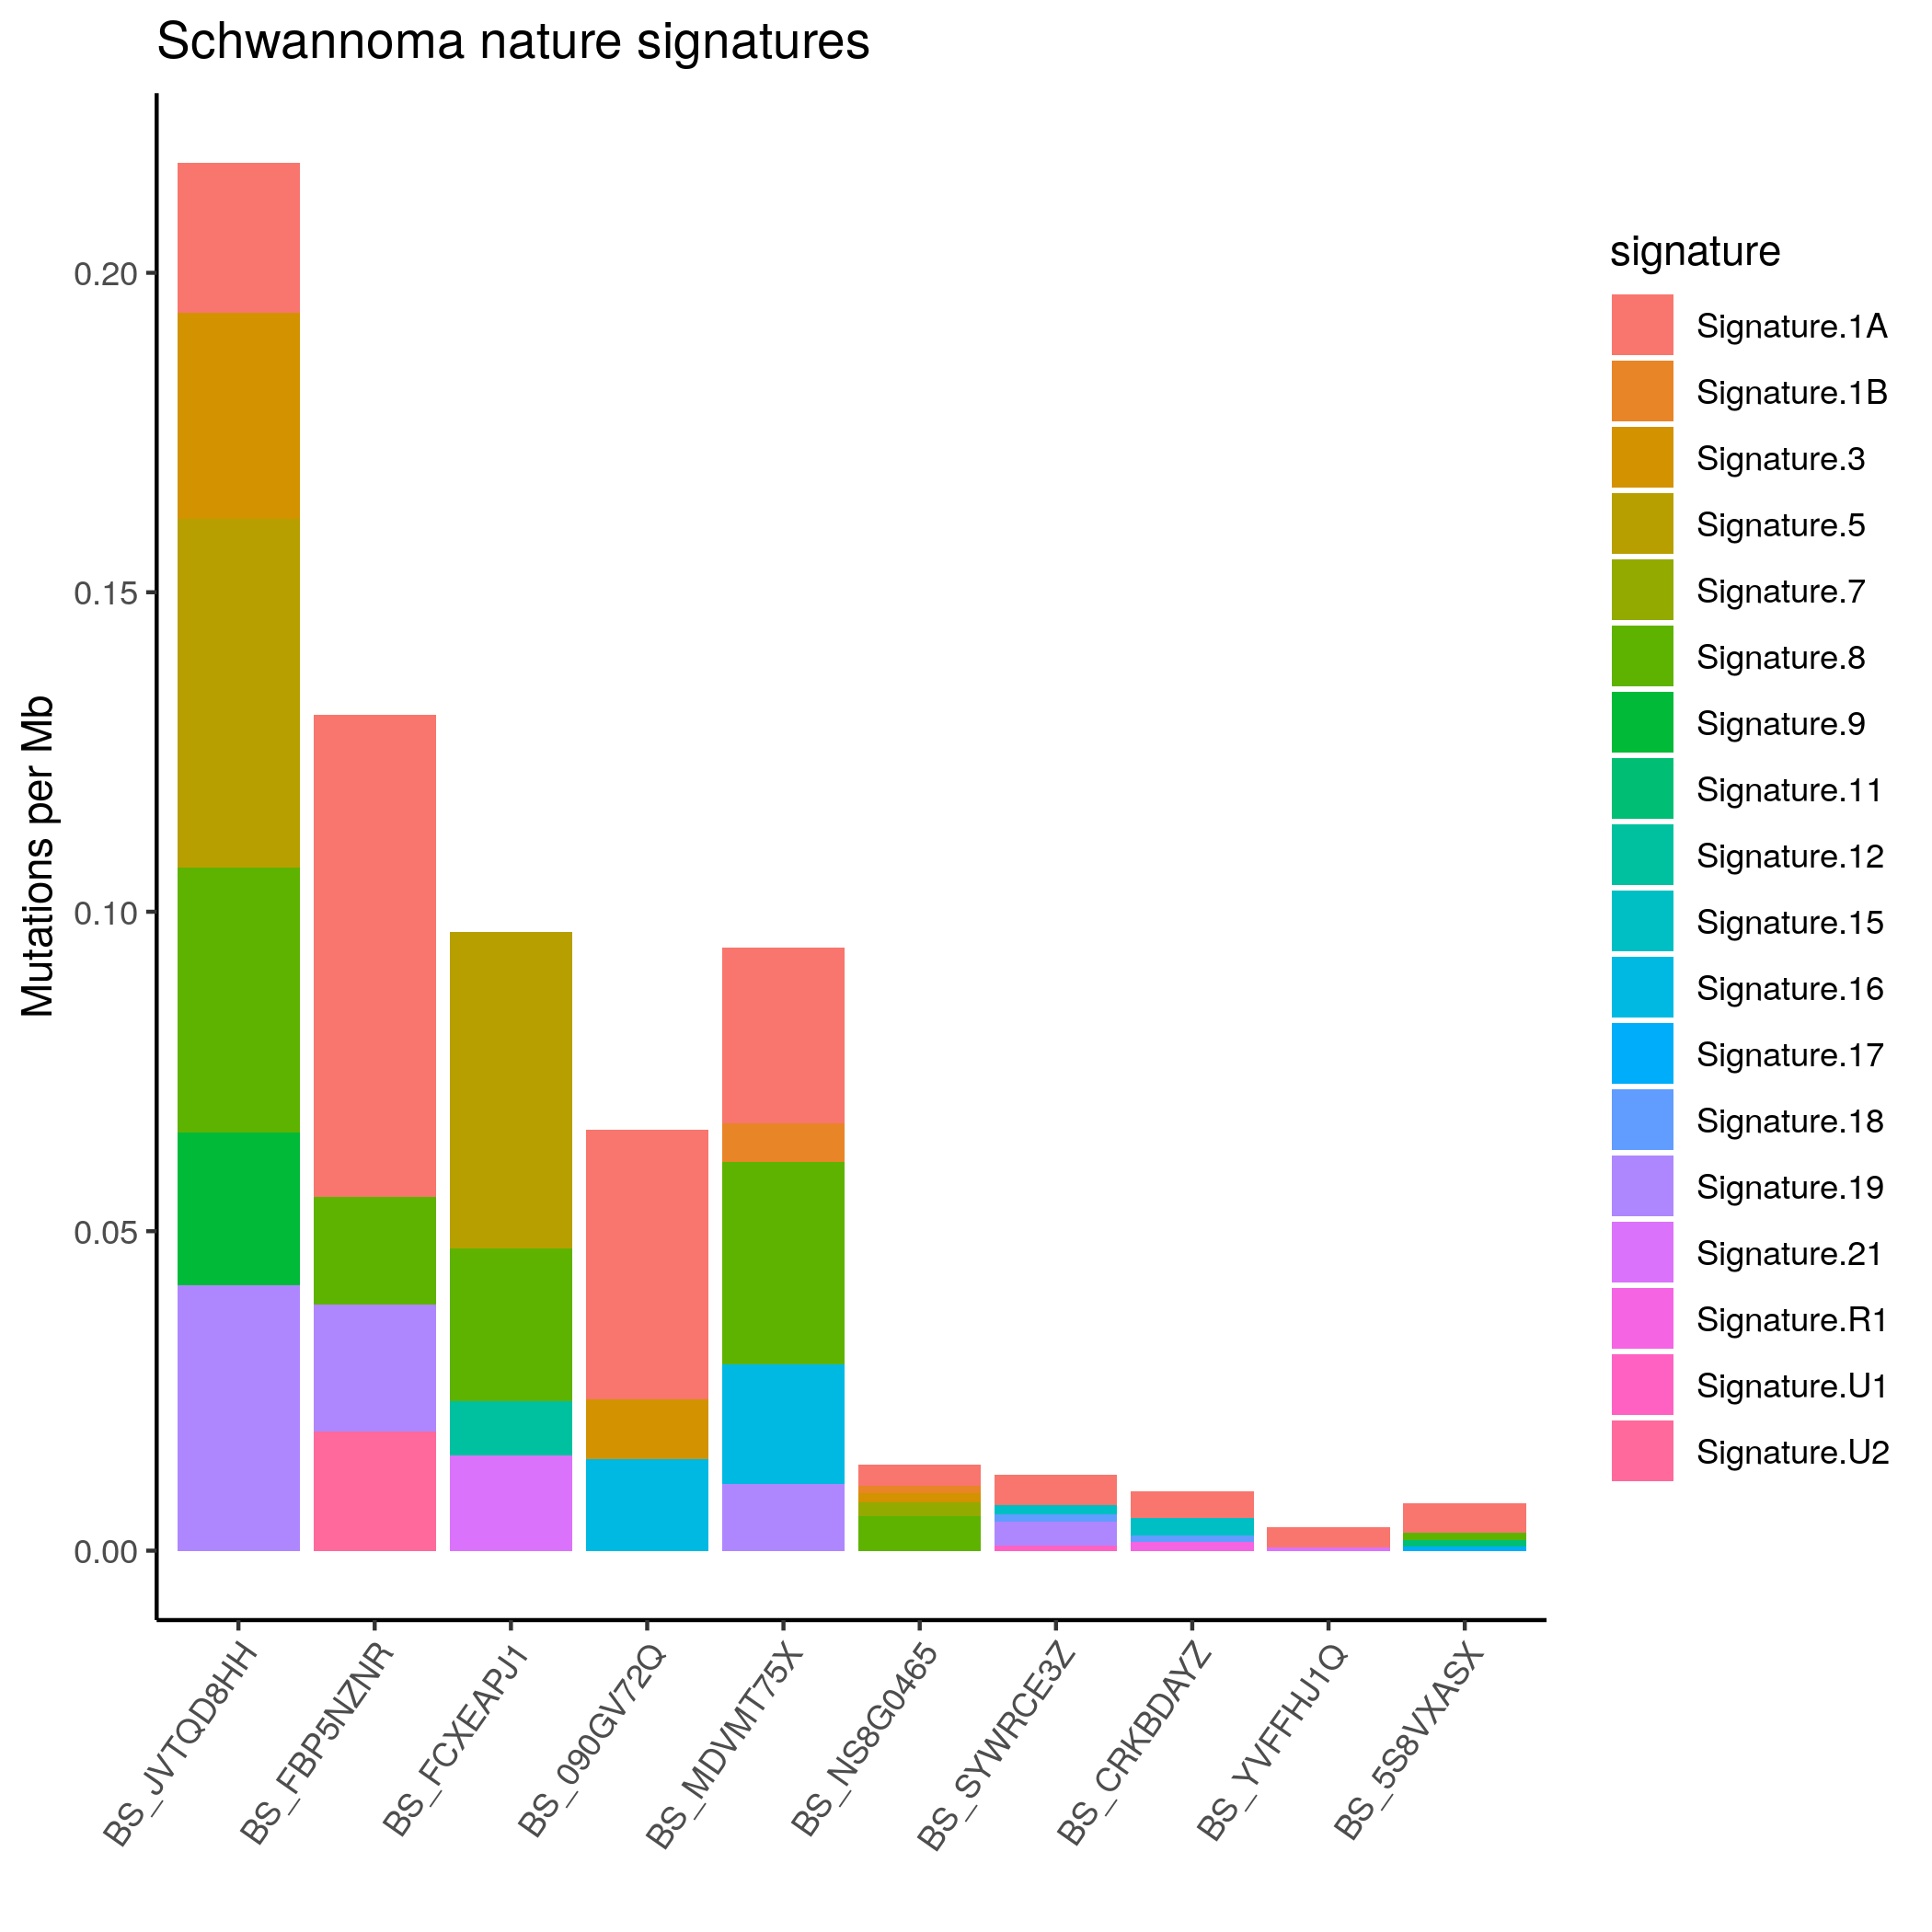 Schwannoma nature signatures
Mutations per Mb
0.20
0.15
0.10
0.05
0.00
BS_JVTQD8HH
BS_FBP5NZNR
BS_FCXEAPJ1
BS_090GV72Q
BS_MDVMT75X
BS_NS8G0465
BS_SYWRCE3Z
BS_CRKBDAYZ
BS_YVFFHJ1Q
BS_5S8VXASX
signature
Signature.1A
Signature.1B
Signature.3
Signature.5
Signature.7
Signature.8
Signature.9
Signature.11
Signature.12
Signature.15
Signature.16
Signature.17
Signature.18
Signature.19
Signature.21
Signature.R1
Signature.U1
Signature.U2